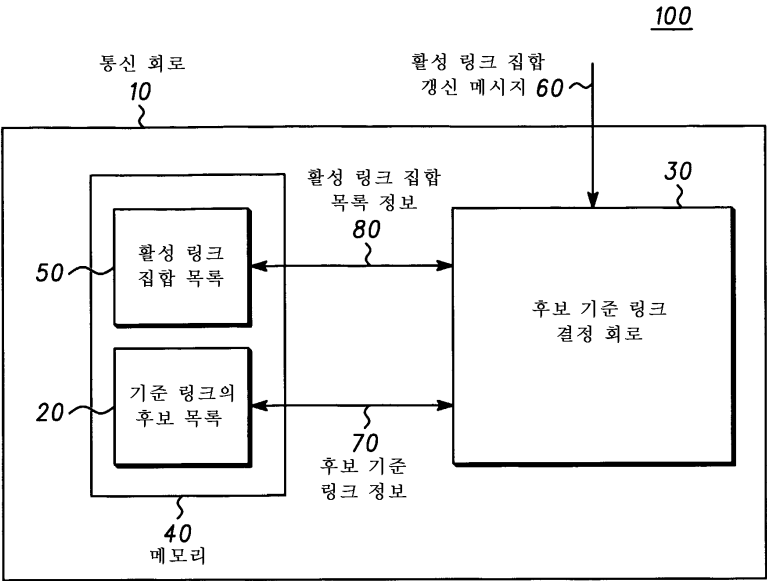 100
통신 회로
10
활성 링크 집합
갱신 메시지 60
활성 링크 집합
목록 정보
80
30
50
활성 링크
집합 목록
후보 기준 링크
결정 회로
20
기준 링크의
후보 목록
70
후보 기준
링크 정보
40
메모리